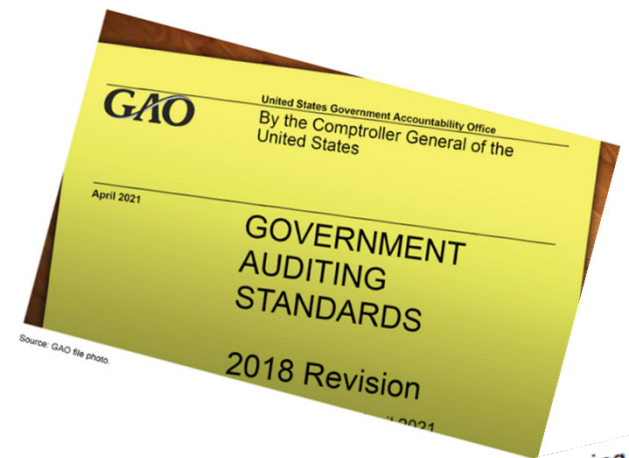 GAO
United States Government Accountability Office
By the Comptroller General of the
United States
April 2021
GOVERNMENT
AUDITING
STANDARDS
2018 Revision
2021
Source: GAO file photo.